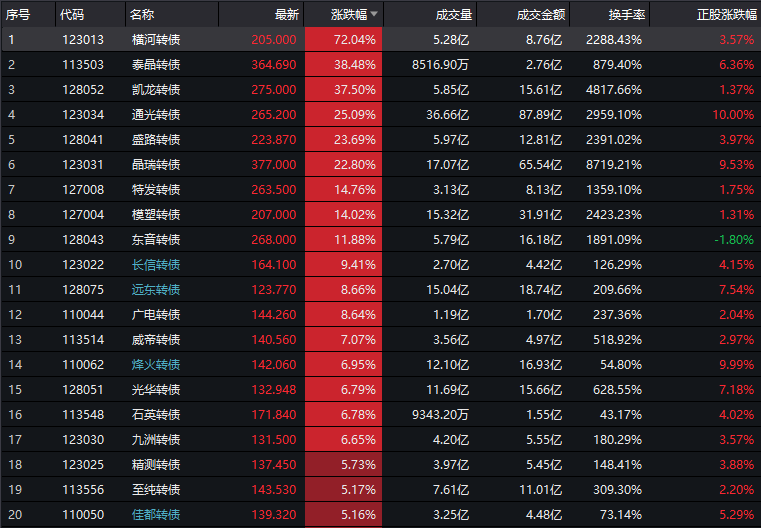 序号 代码 名称 最新 涨跌幅 成交量 成交金额 换手率 正股涨跌幅
1 123013 横河转债 205.000 72.04% 5.28亿 8.76亿 2288.43% 3.57%
2 113503 泰晶转债 364.690 38.48% 8516.90万 2.76亿 879.40% 6.36%
3 128052 凯龙转债 275.000 37.50% 5.85亿 15.61亿 4817.66% 1.37%
4 123034 通光转债 265.200 25.09% 36.66亿 87.89亿 2959.10% 10.00%
5 128041 盛路转债 223.870 23.69% 5.97亿 12.81亿 2391.02% 3.97%
6 123031 晶瑞转债 377.000 22.80% 17.07亿 65.54亿 8719.21% 9.53%
7 127008 特发转债 263.500 14.76% 3.13亿 8.13亿 1359.10% 1.75%
8 127004 模塑转债 207.000 14.02% 15.32亿 31.91亿 2423.23% 1.31%
9 128043 东音转债 268.000 11.88% 5.79亿 16.18亿 1891.09% -1.80%
10 123022 长信转债 164.100 9.41% 2.70亿 4.42亿 126.29% 4.15%
11 128075 远东转债 123.770 8.66% 15.04亿 18.74亿 209.66% 7.54%
12 110044 广电转债 144.260 8.64% 1.19亿 1.70亿 237.36% 2.04%
13 113514 威帝转债 140.560 7.07% 3.56亿 4.97亿 518.92% 2.97%
14 110062 烽火转债 142.060 6.95% 12.10亿 16.93亿 54.80% 9.99%
15 128051 光华转债 132.948 6.79% 11.69亿 15.66亿 628.55% 7.18%
16 113548 石英转债 171.840 6.78% 9343.20万 1.55亿 43.17% 4.02%
17 123030 九洲转债 131.500 6.65% 4.20亿 5.55亿 180.29% 3.57%
18 123025 精测转债 137.450 5.73% 3.97亿 5.45亿 148.41% 3.88%
19 113556 至纯转债 143.530 5.17% 7.61亿 11.01亿 309.30% 2.20%
20 110050 佳都转债 139.320 5.16% 3.25亿 4.48亿 73.14% 5.29%